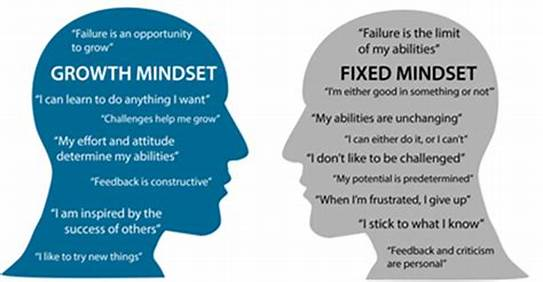 “Failure is an opportunity
to grow”
GROWTH MINDSET
“I can learn to do anything I want”
“Challenges help me grow”
“My effort and attitude
determine my abilities”
“Feedback is constructive”
“I am inspired by the
success of others”
“I like to try new things”
“Failure is the limit
of my abilities”
FIXED MINDSET
“I’m either good in something or not”
“My abilities are unchanging”
“I can either do it, or I can’t”
“I don’t like to be challenged”
“My potential is predetermined”
“When I’m frustrated, I give up”
“I stick to what I know”
“Feedback and criticism
are personal”